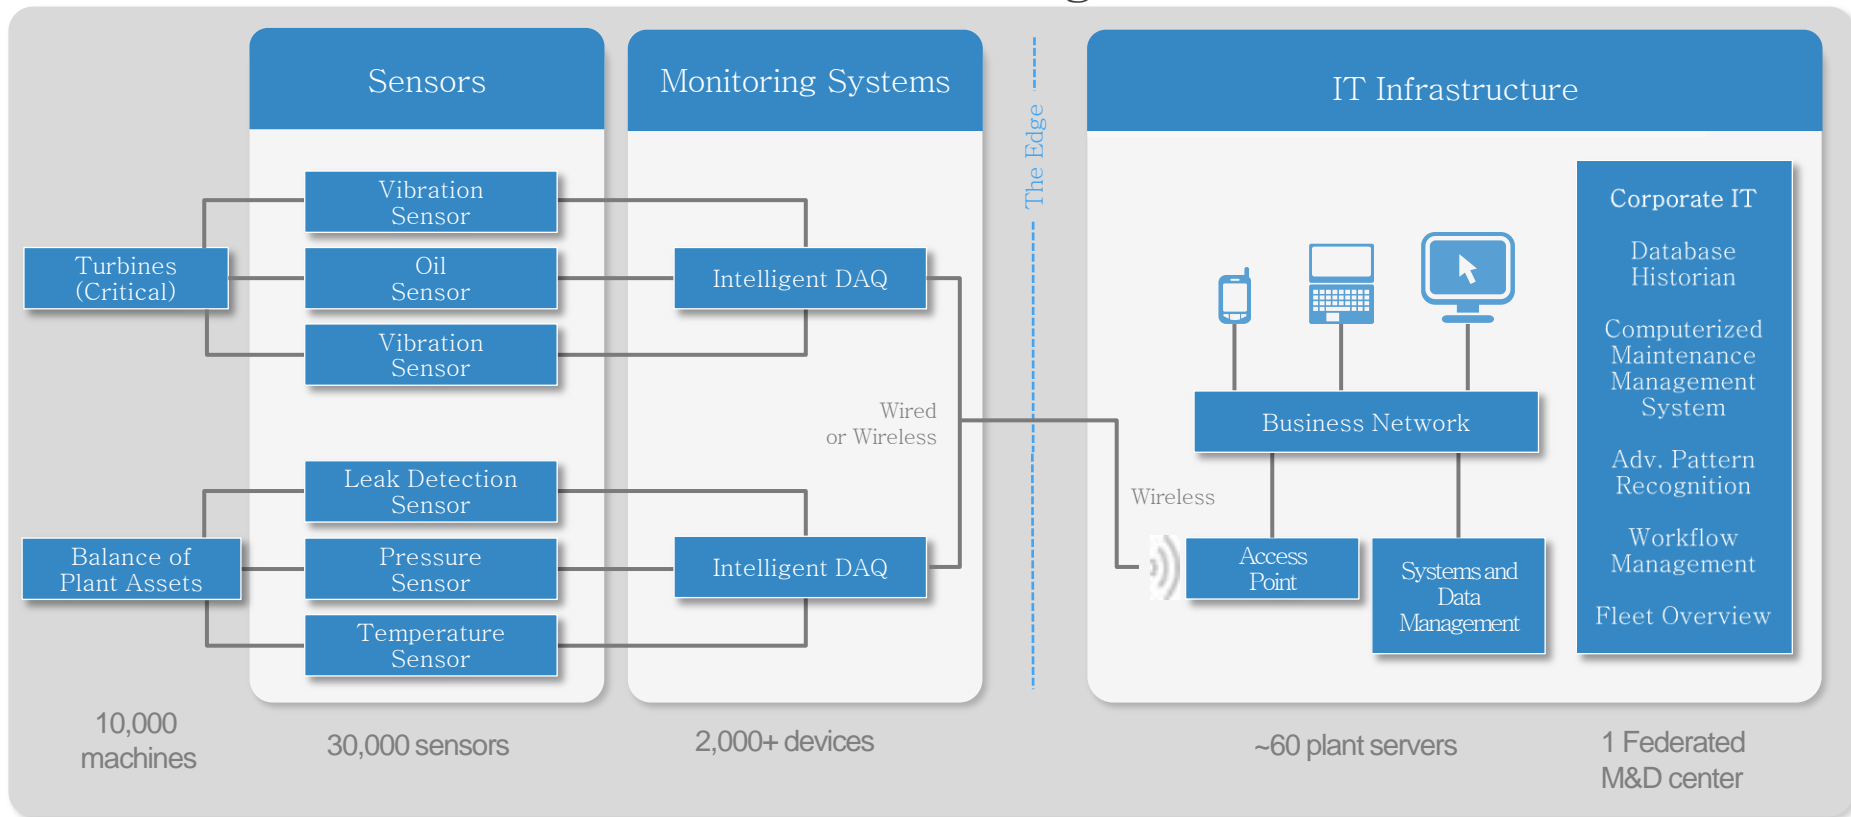 Sensors
Monitoring Systems
The Edge
IT Infrastructure
Turbines
(Critical)
Vibration
Sensor
Oil
Sensor
Vibration
Sensor
Intelligent DAQ
Balance of
Plant Assets
Leak Detection
Sensor
Pressure
Sensor
Temperature
Sensor
Intelligent DAQ
Wired
or Wireless
Wireless
Business Network
Access
Point
Systems and
Data
Management
Corporate IT
Database
Historian
Computerized
Maintenance
Management
System
Adv. Pattern
Recognition
Workflow
Management
Fleet Overview
10,000
machines
30,000 sensors
2,000+ devices
~60 plant servers
1 Federated
M&D center